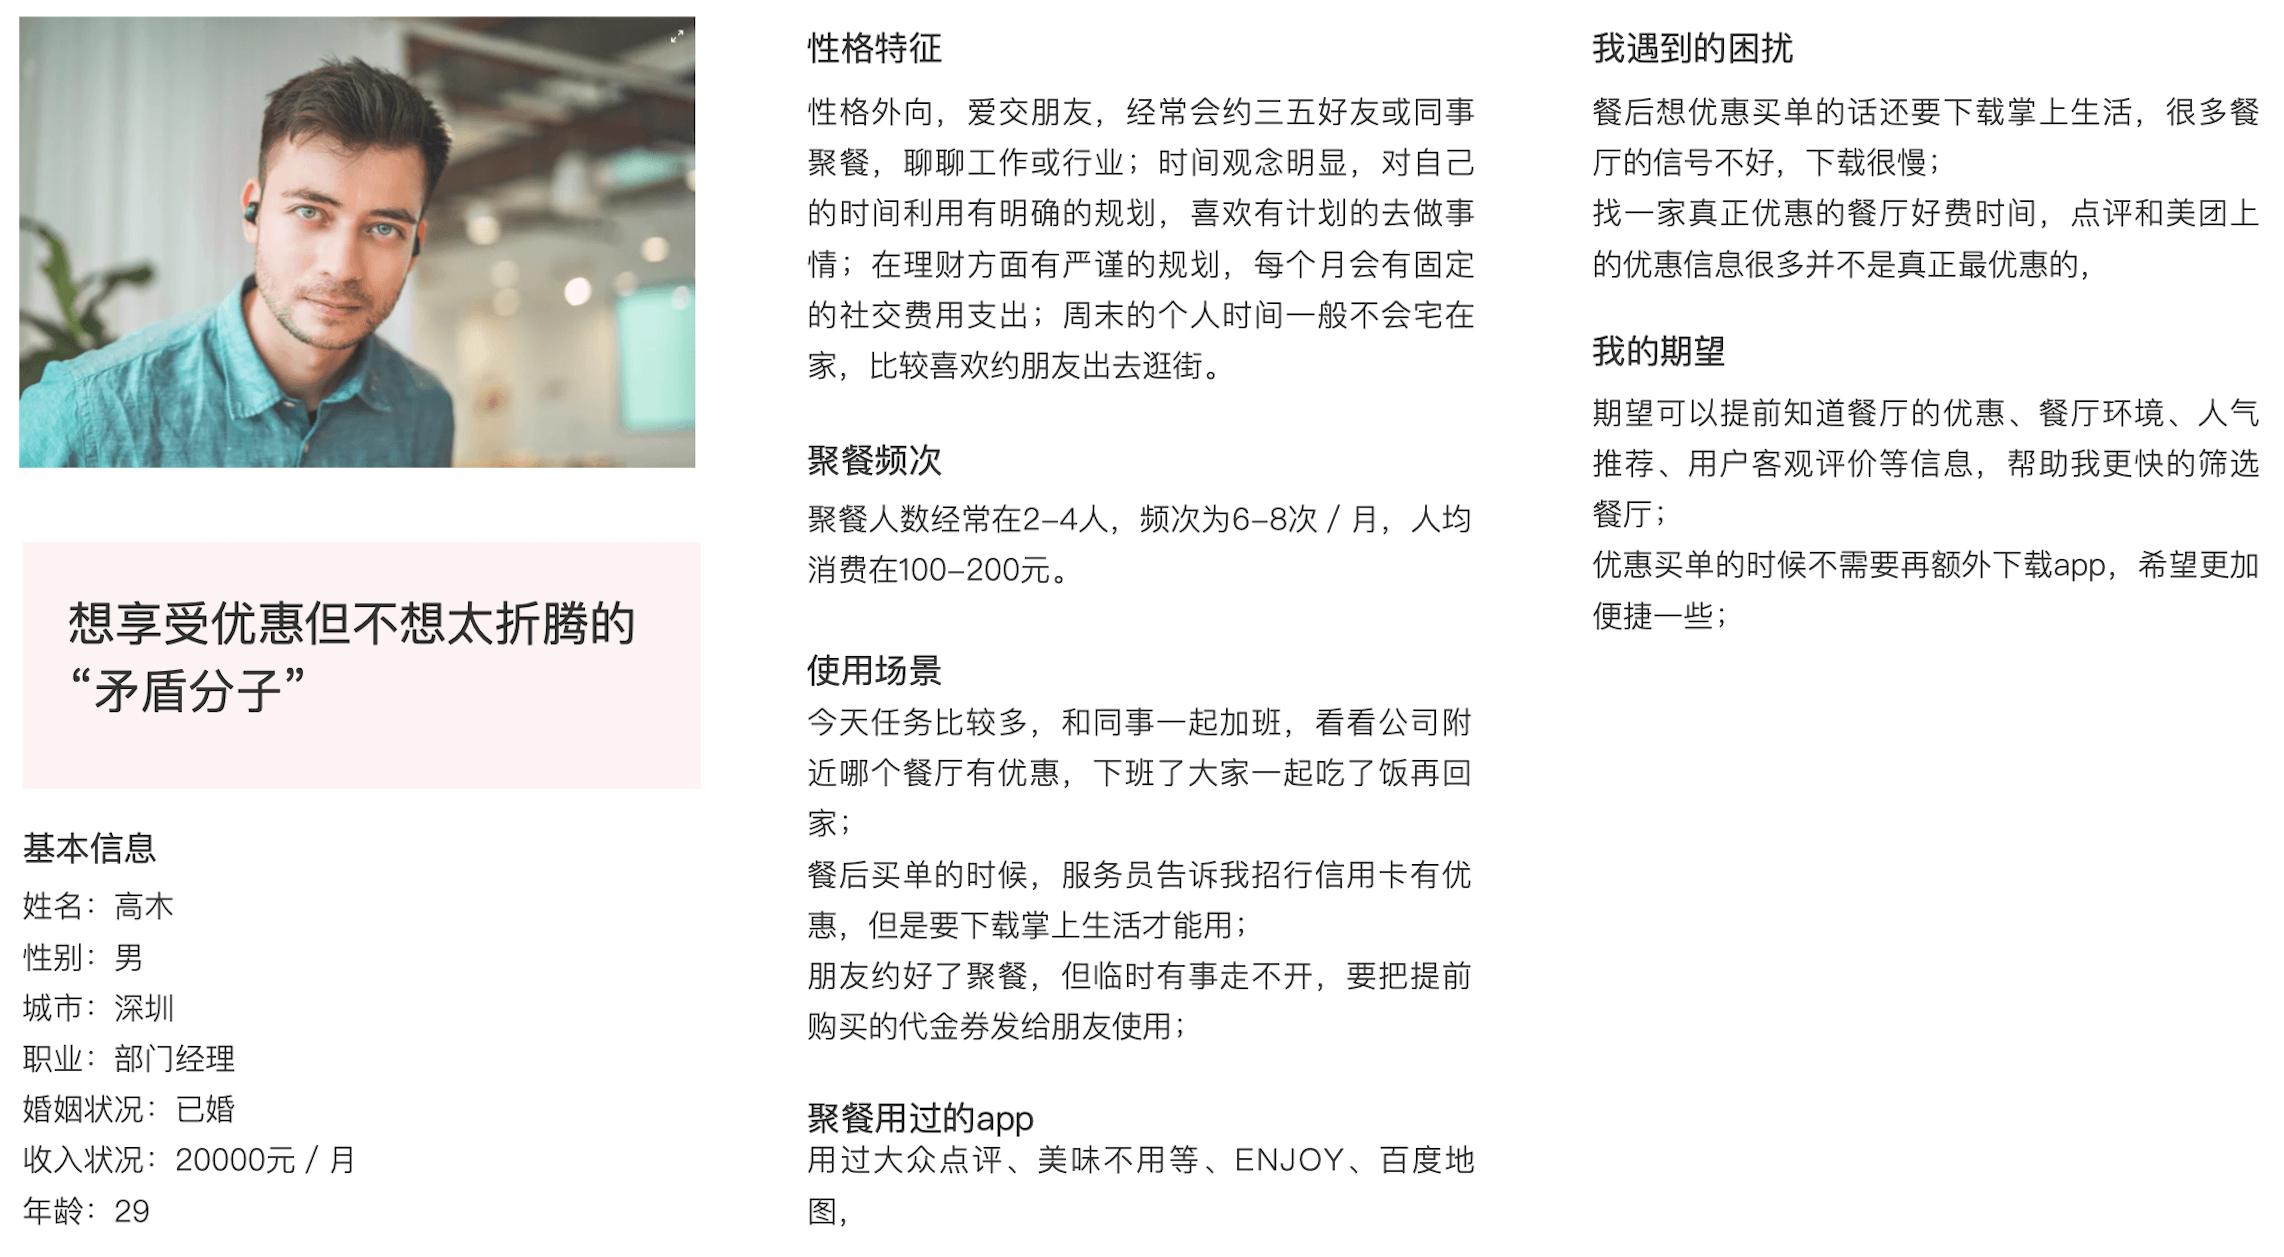 想享受优惠但不想太折腾的
“矛盾分子”
基本信息
姓名：高木
性别：男
城市：深圳
职业：部门经理
婚姻状况：已婚
收入状况：20000元 / 月
年龄：29
性格特征
性格外向，爱交朋友，经常会约三五好友或同事
聚餐，聊聊工作或行业；时间观念明显，对自己
的时间利用有明确的规划，喜欢有计划的去做事
情；在理财方面有严谨的规划，每个月会有固定
的社交费用支出；周末的个人时间一般不会宅在
家，比较喜欢约朋友出去逛街。
聚餐频次
聚餐人数经常在2–4人，频次为6–8次 / 月，人均
消费在100–200元。
使用场景
今天任务比较多，和同事一起加班，看看公司附
近哪个餐厅有优惠，下班了大家一起吃了饭再回
家；
餐后买单的时候，服务员告诉我招行信用卡有优
惠，但是要下载掌上生活才能用；
朋友约好了聚餐，但临时有事走不开，要把提前
购买的代金券发给朋友使用；
聚餐用过的app
用过大众点评、美味不用等、ENJOY、百度地
图，
我遇到的困扰
餐后想优惠买单的话还要下载掌上生活，很多餐
厅的信号不好，下载很慢；
找一家真正优惠的餐厅好费时间，点评和美团上
的优惠信息很多并不是真正最优惠的，
我的期望
期望可以提前知道餐厅的优惠、餐厅环境、人气
推荐、用户客观评价等信息，帮助我更快的筛选
餐厅；
优惠买单的时候不需要再额外下载app，希望更加
便捷一些；